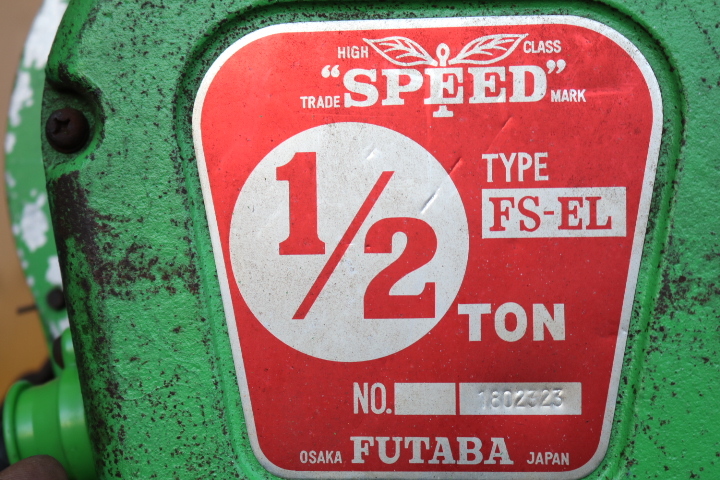 HIGH CLASS
"SPEED"
TRADE MARK
1/2
TON
TYPE
FS-EL
NO. 1802323
OSAKA FUTABA JAPAN